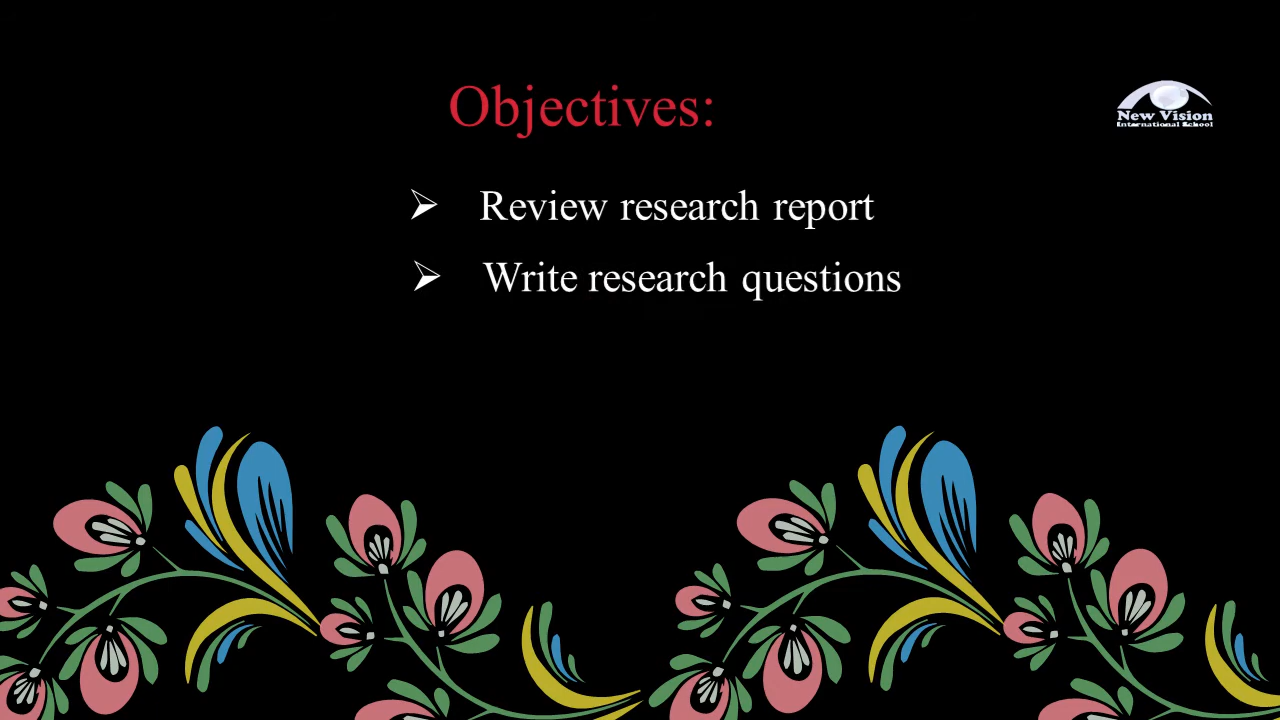 Objectives:
New Vision
International School
➢ Review research report
➢ Write research questions